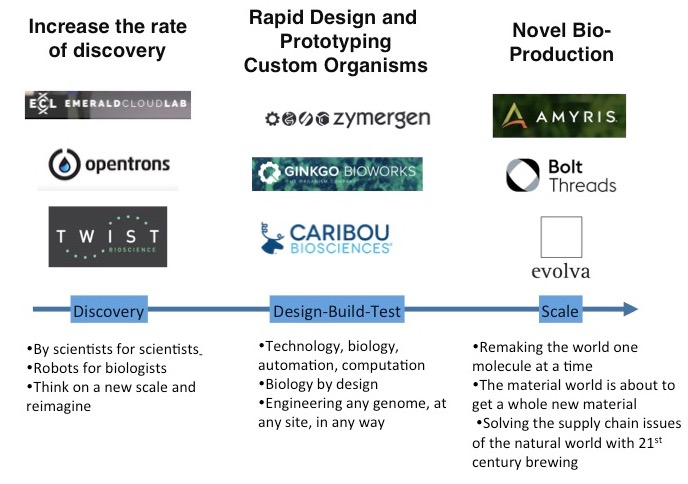 Increase the rate
of discovery
Rapid Design and
Prototyping
Custom Organisms
Novel Bio-
Production
ECL EMERALDCLOUDLAB
opentrons
TWIST
BIOSCIENCE
zymergen
GINKGO BIOWORKS
THE ORGANISM COMPANY
CARIBOU
BIOSCIENCES®
AMYRIS
Bolt
Threads
evolva
Discovery
Design-Build-Test
Scale
•By scientists for scientists
•Robots for biologists
•Think on a new scale and
reimagine
•Technology, biology,
automation, computation
•Biology by design
•Engineering any genome, at
any site, in any way
•Remaking the world one
molecule at a time
•The material world is about to
get a whole new material
•Solving the supply chain issues
of the natural world with 21st
century brewing